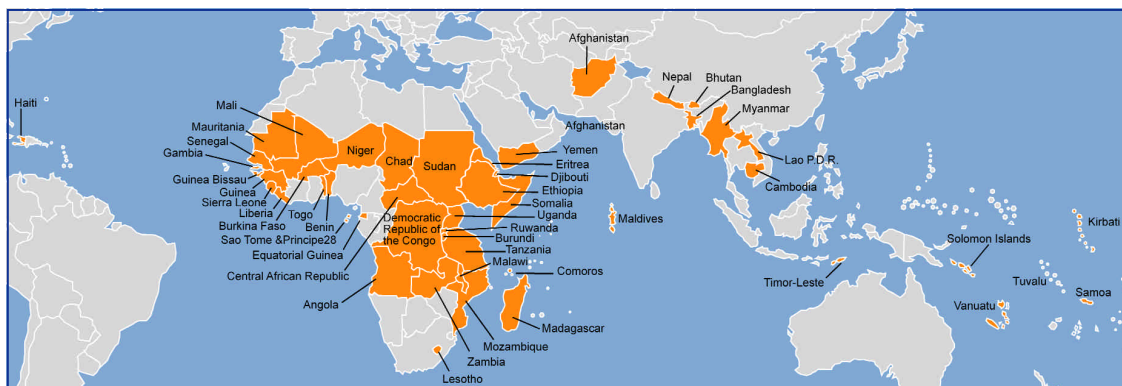 Afghanistan
Nepal
Bhutan
Bangladesh
Myanmar
Haiti
Mali
Mauritania
Senegal
Gambia
Niger
Chad
Sudan
Afghanistan
Yemen
Eritrea
Djibouti
Ethiopia
Somalia
Lao P.D.R.
Cambodia
Guinea Bissau
Guinea
Sierra Leone
Liberia
Burkina Faso
Togo
Benin
Sao Tome &Principe28
Equatorial Guinea
Central African Republic
Democratic
Republic of
the Congo
Uganda
Ruwanda
Burundi
Tanzania
Malawi
Comoros
Maldives
Kirbati
Solomon Islands
Timor-Leste
Tuvalu
Samoa
Vanuatu
Angola
Madagascar
Mozambique
Zambia
Lesotho